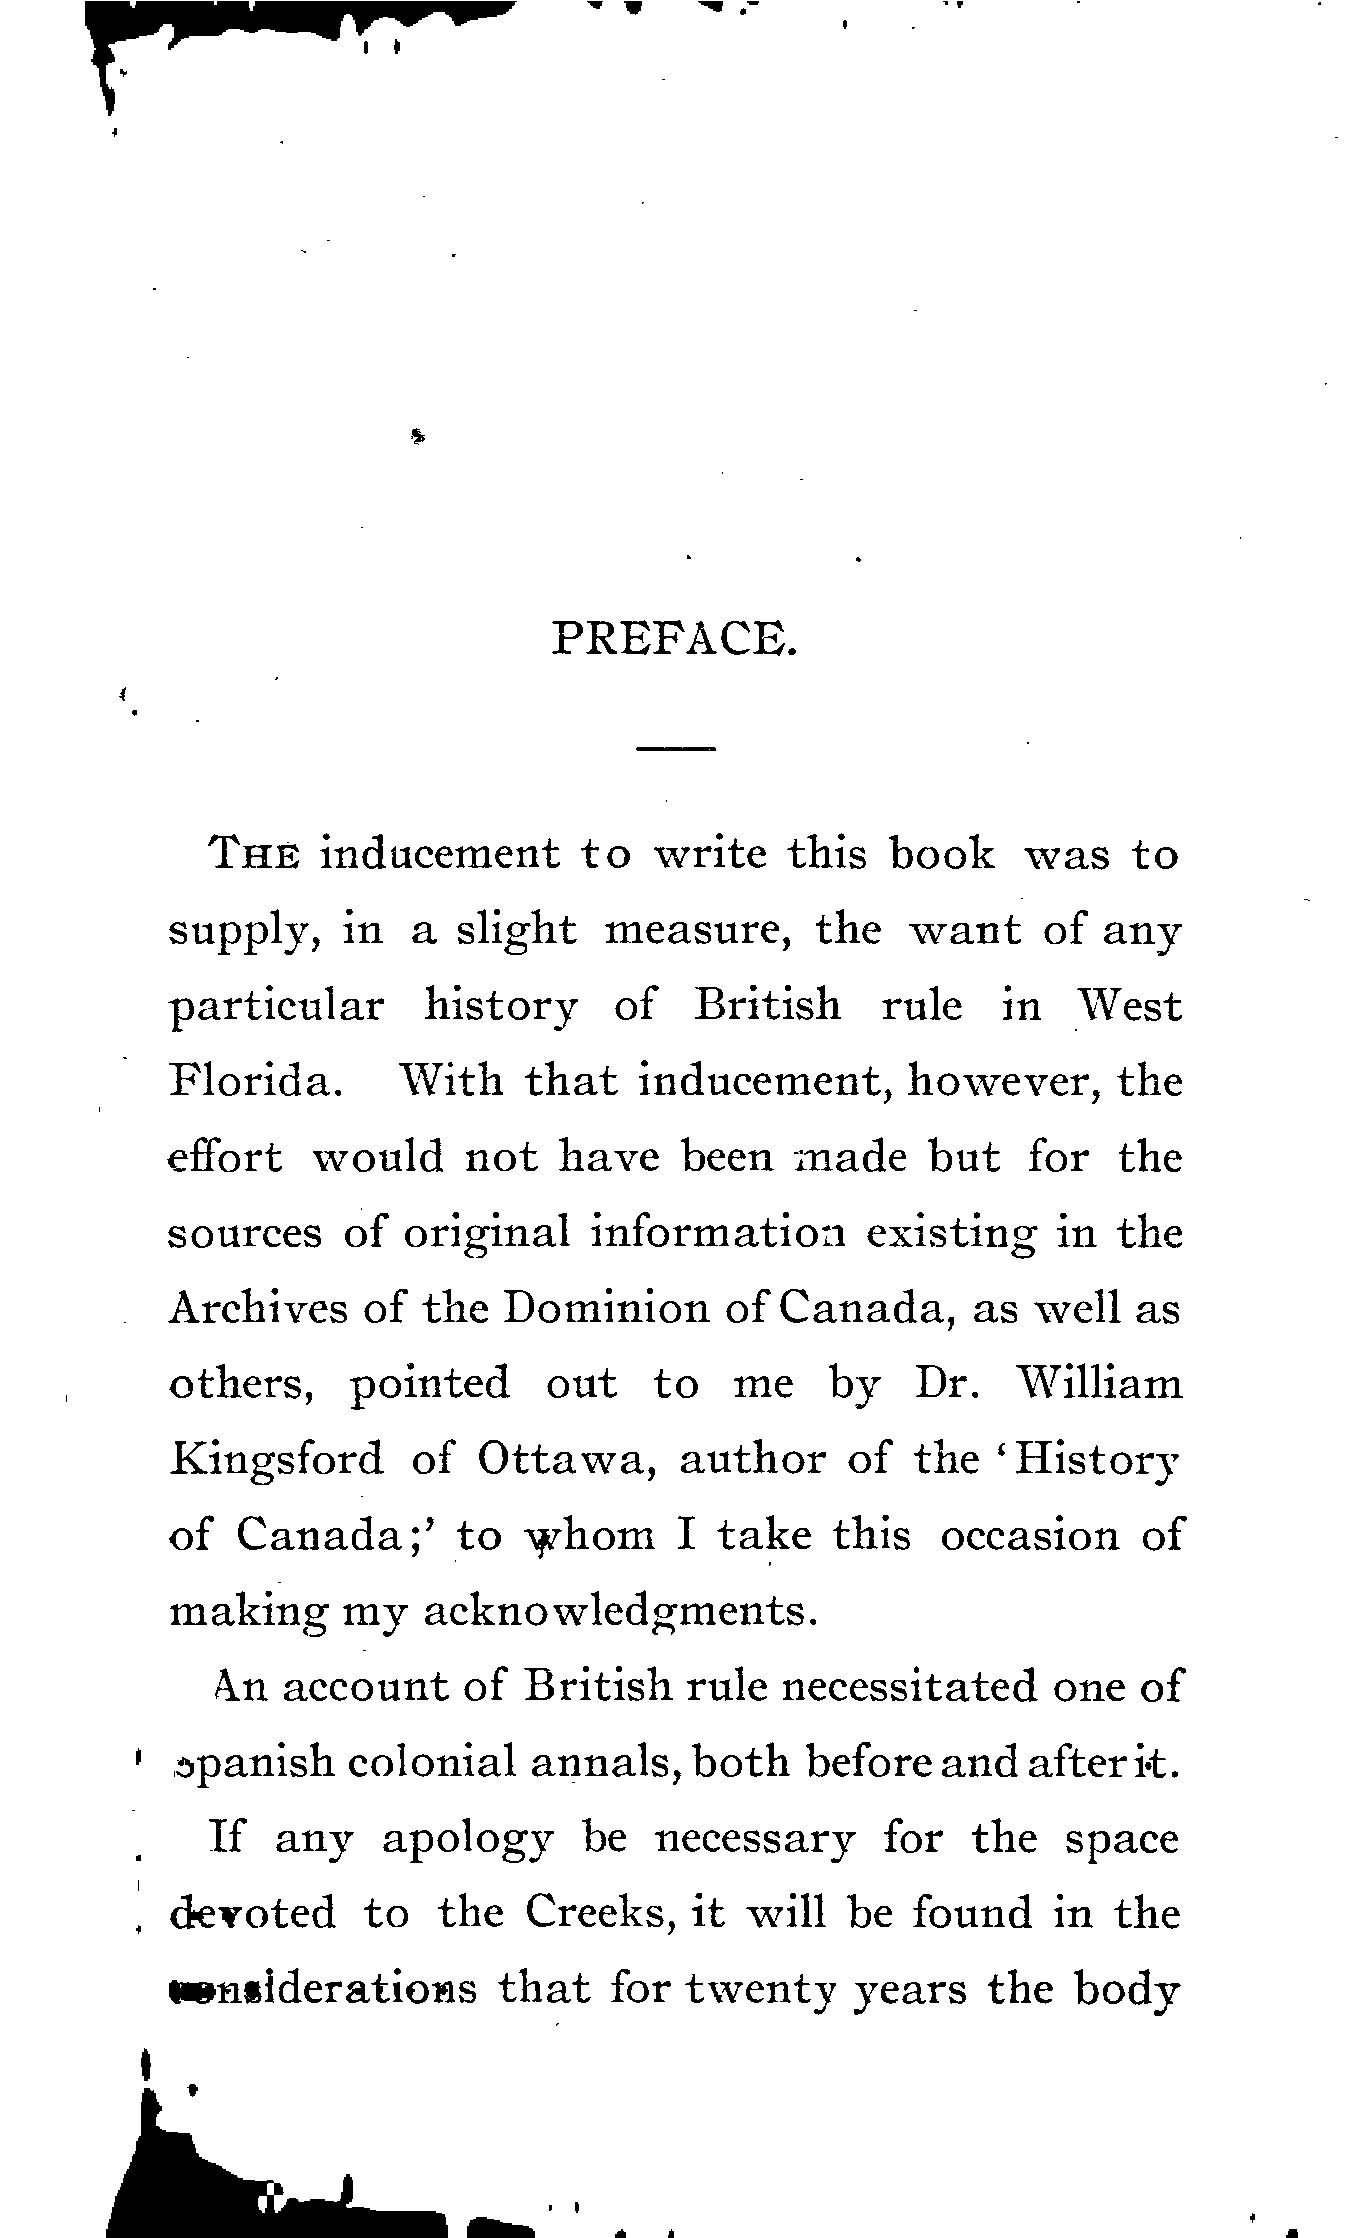 PREFACE.
THE inducement to write this book was to
supply, in a slight measure, the want of any
particular history of British rule in West
Florida. With that inducement, however, the
effort would not have been made but for the
sources of original information existing in the
Archives of the Dominion of Canada, as well as
others, pointed out to me by Dr. William
Kingsford of Ottawa, author of the ‘History
of Canada;’ to whom I take this occasion of
making my acknowledgments.
An account of British rule necessitated one of
Spanish colonial annals, both before and after it.
If any apology be necessary for the space
devoted to the Creeks, it will be found in the
considerations that for twenty years the body